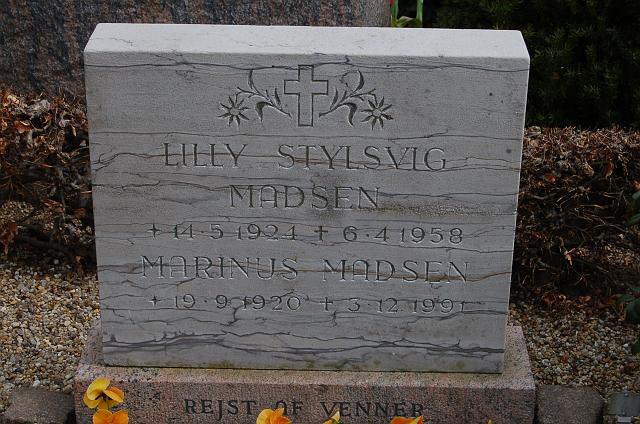 LILLY STYLSVIG
MADSEN
+ 14·5·1924 + 6·4·1958
MARINUS MADSEN
+ 19·9·1920 + 3·12·1991
REJST AF VENNER